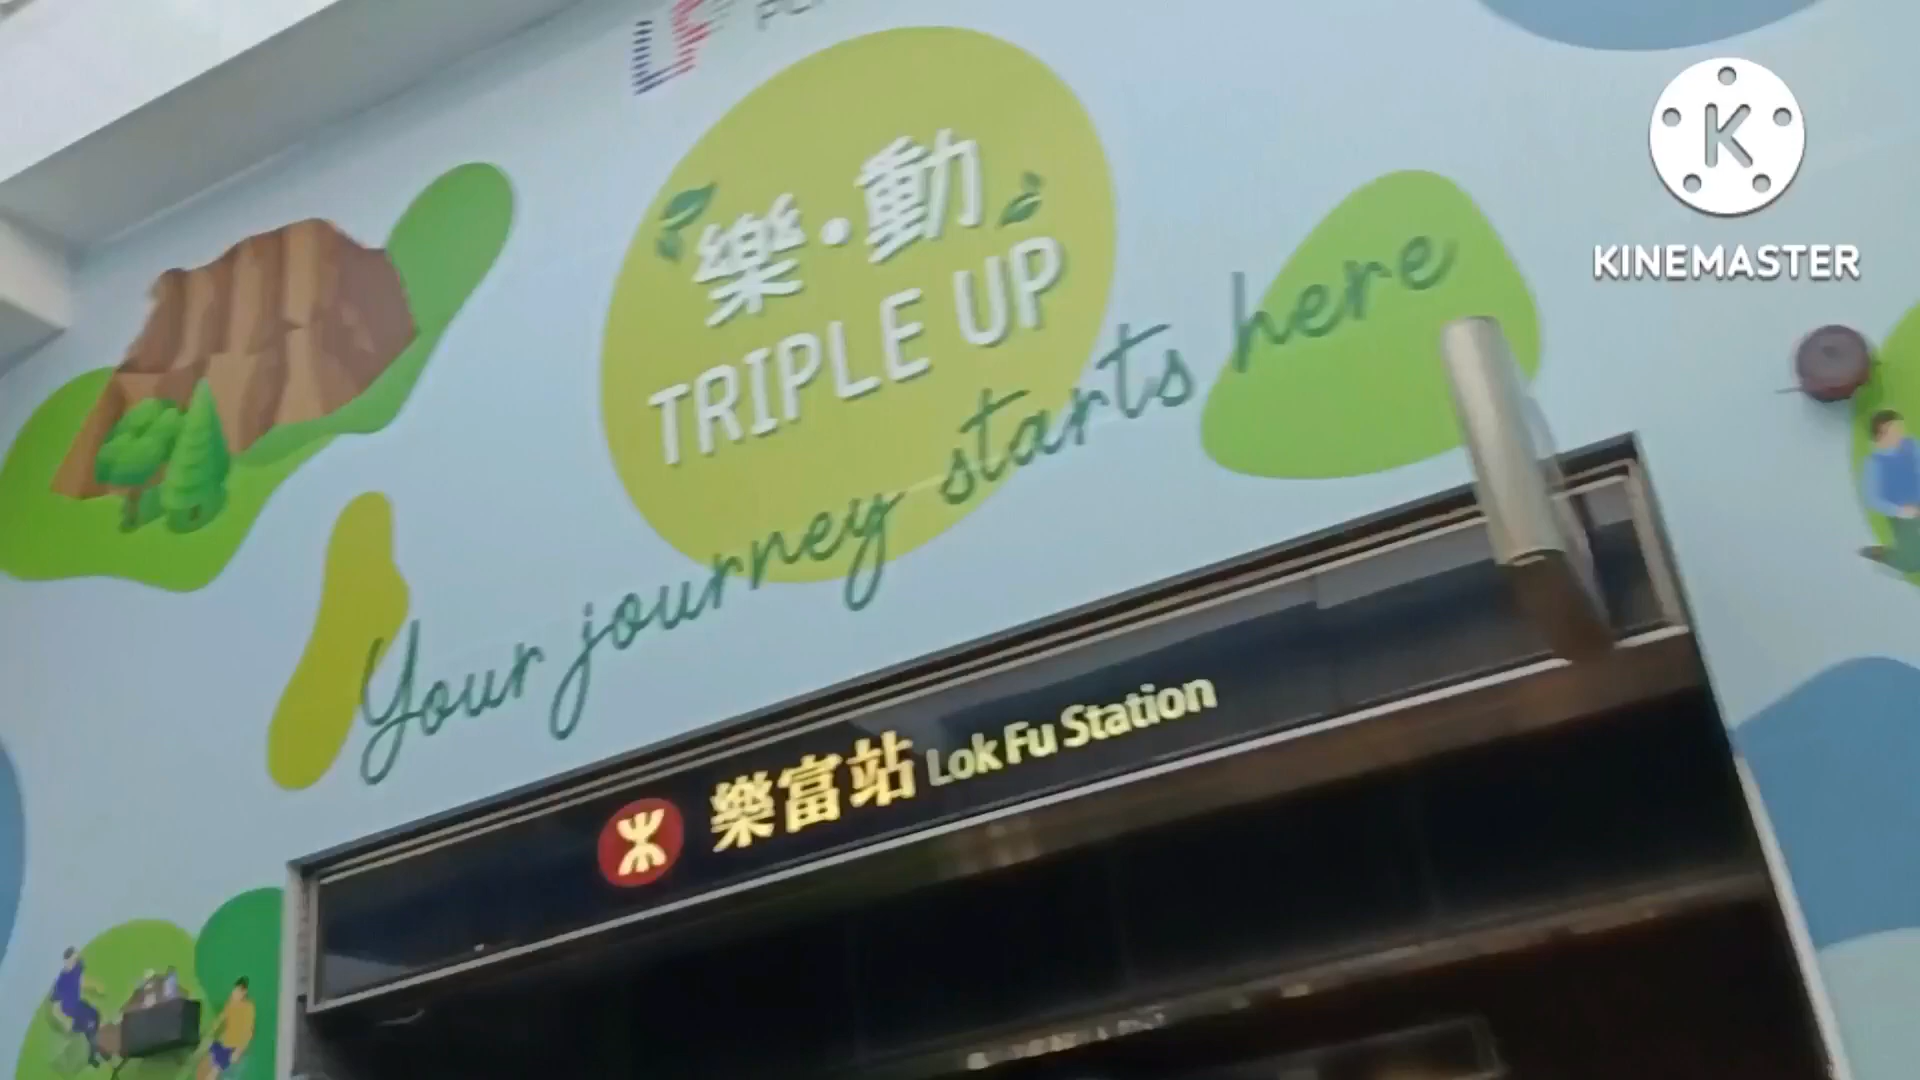 樂·動
TRIPLE UP
Your journey starts here
樂富站 Lok Fu Station
K
KINEMASTER